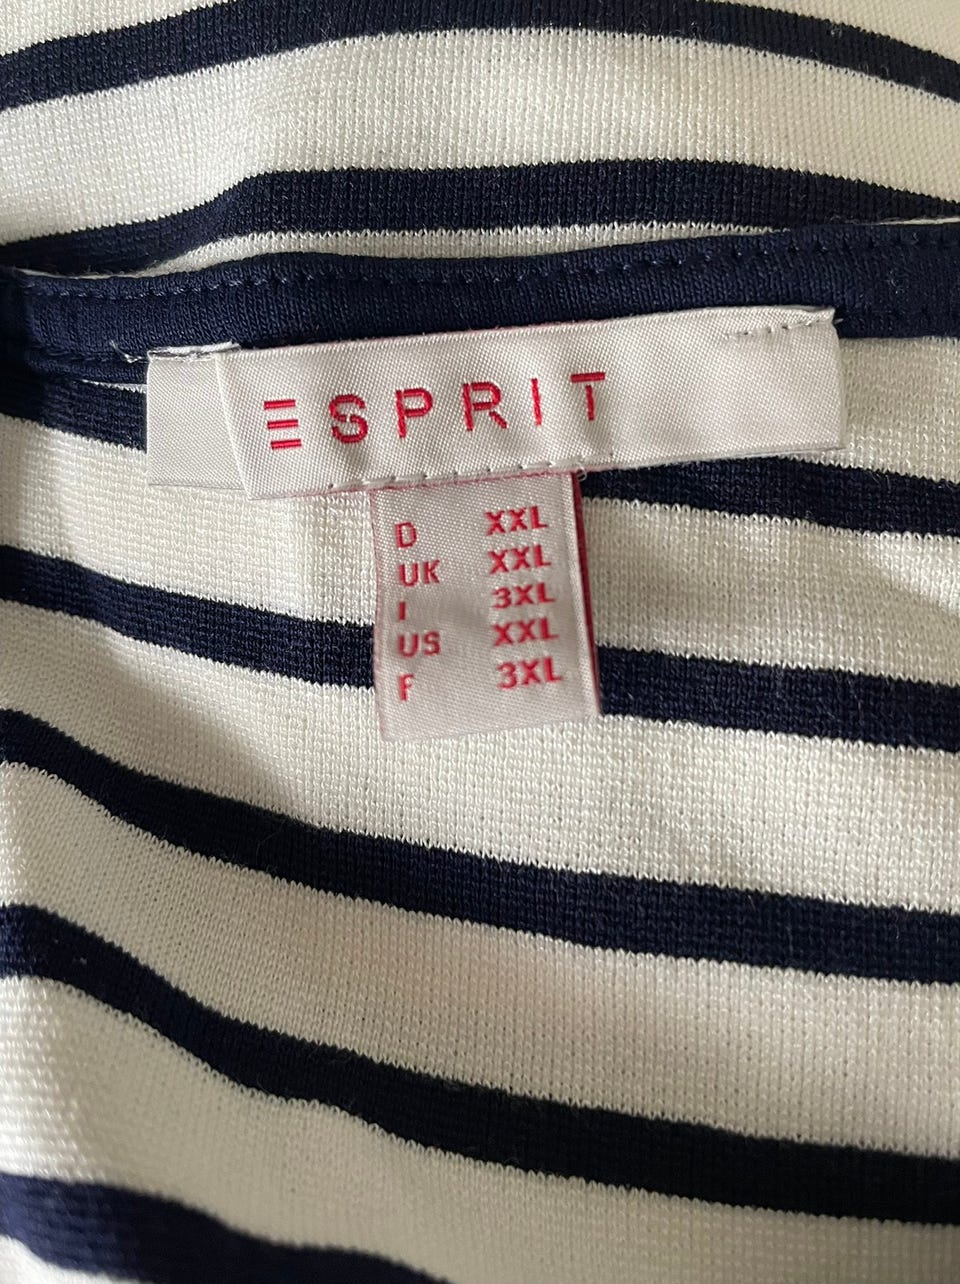 ESPRIT
D XXL
UK XXL
I 3XL
US XXL
F 3XL